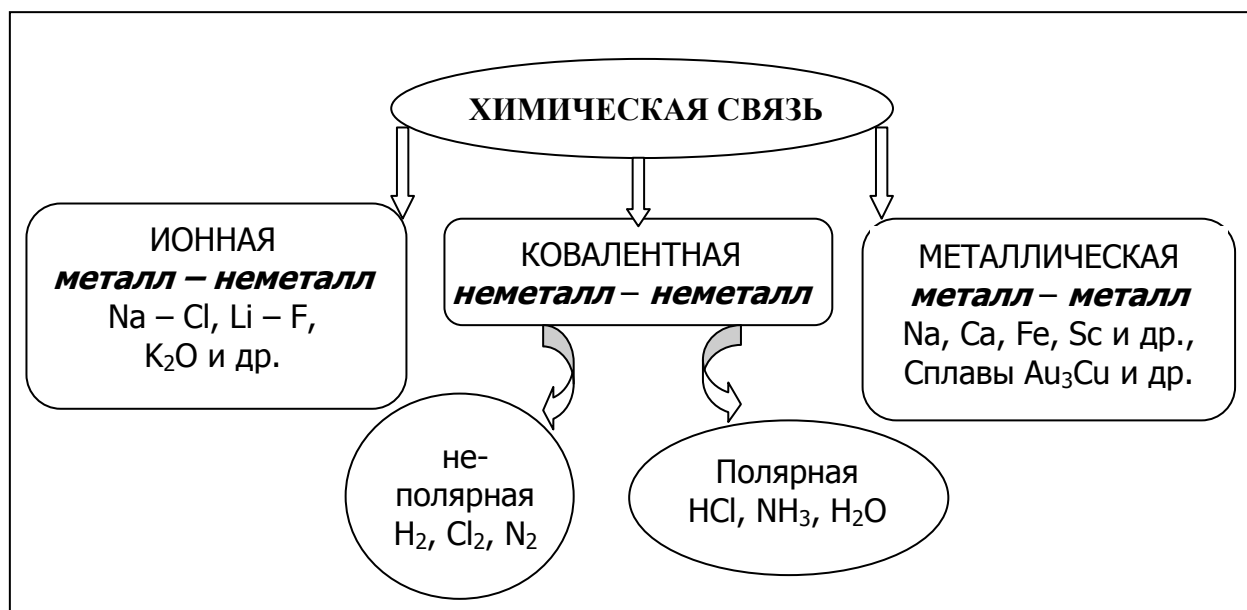 ХИМИЧЕСКАЯ СВЯЗЬ
ИОННАЯ
металл – неметалл
Na – Cl, Li – F,
K₂O и др.
КОВАЛЕНТНАЯ
неметалл – неметалл
МЕТАЛЛИЧЕСКАЯ
металл – металл
Na, Ca, Fe, Sc и др.,
Сплавы Au₃Cu и др.
не-
полярная
H₂, Cl₂, N₂
Полярная
HCl, NH₃, H₂O